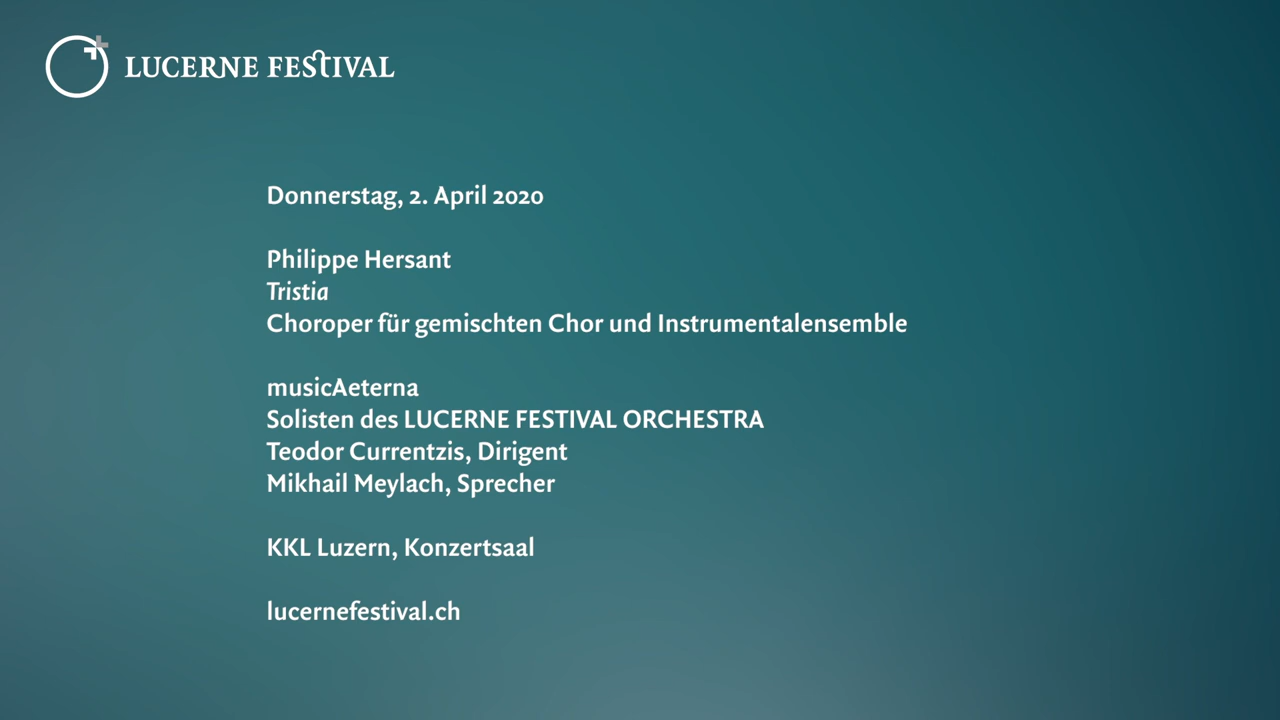 LUCERNE FESTIVAL
Donnerstag, 2. April 2020
Philippe Hersant
Tristia
Choroper für gemischten Chor und Instrumentalensemble
musicAeterna
Solisten des LUCERNE FESTIVAL ORCHESTRA
Teodor Currentzis, Dirigent
Mikhail Meylach, Sprecher
KKL Luzern, Konzertsaal
lucernefestival.ch